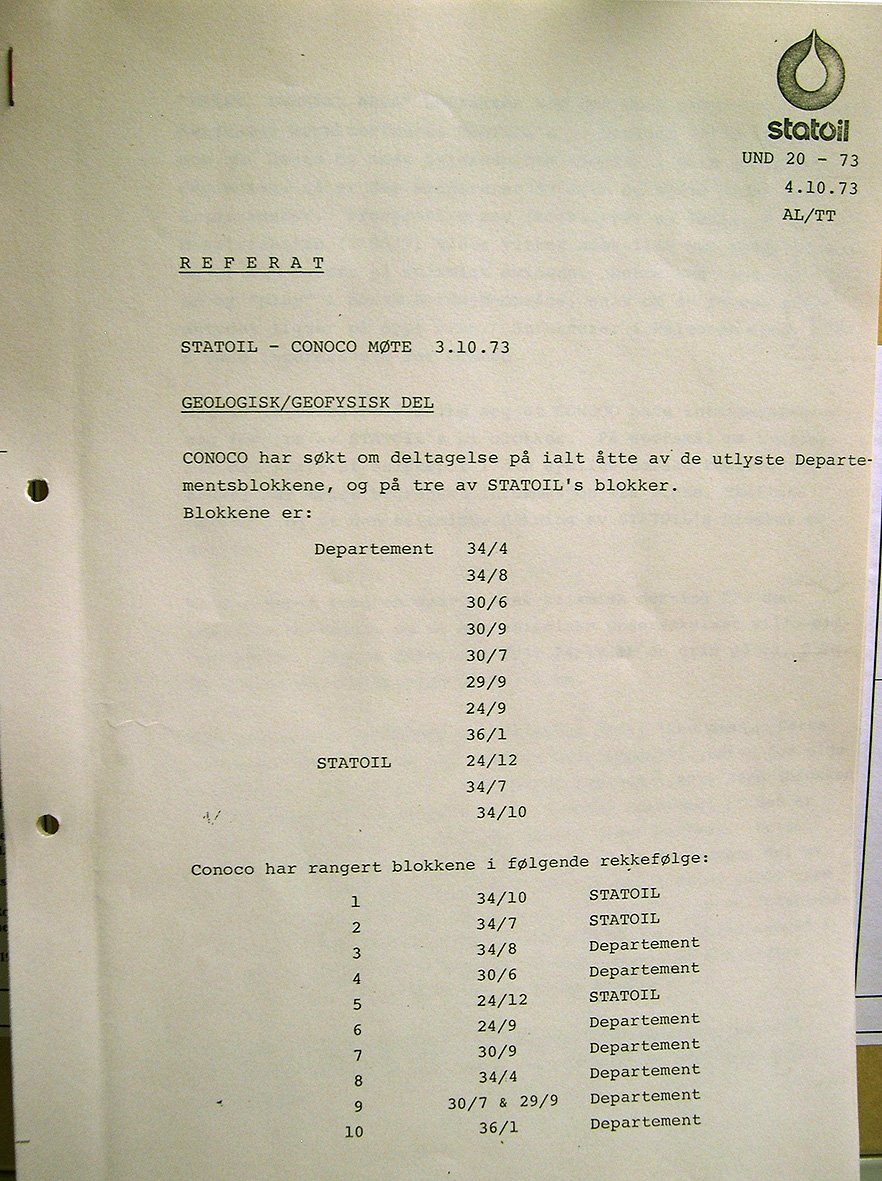 statoil
UND 20 - 73
4.10.73
AL/TT
R E F E R A T
STATOIL - CONOCO MØTE 3.10.73
GEOLOGISK/GEOFYSISK DEL
CONOCO har søkt om deltagelse på ialt åtte av de utlyste Departe-
mentsblokkene, og på tre av STATOIL's blokker.
Blokkene er:
Departement 34/4
34/8
30/6
30/9
30/7
29/9
24/9
36/1
STATOIL 24/12
34/7
34/10
Conoco har rangert blokkene i følgende rekkefølge:
1 34/10 STATOIL
2 34/7 STATOIL
3 34/8 Departement
4 30/6 Departement
5 24/12 STATOIL
6 24/9 Departement
7 30/9 Departement
8 34/4 Departement
9 30/7 & 29/9 Departement
10 36/1 Departement